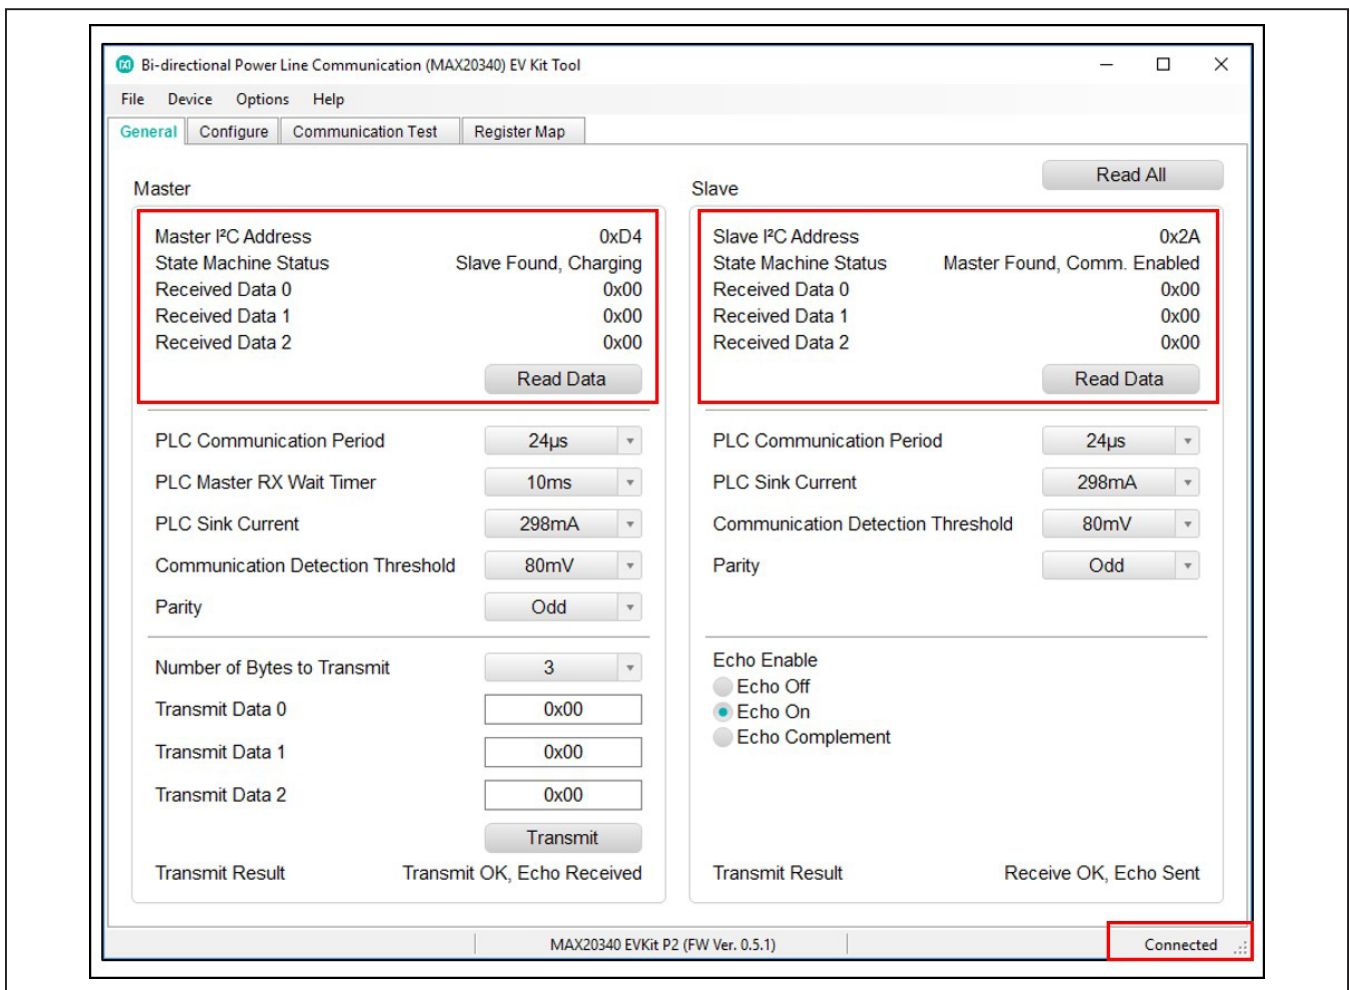 Bi-directional Power Line Communication (MAX20340) EV Kit Tool
File Device Options Help
General Configure Communication Test Register Map
Read All
Master
Master I²C Address 0xD4
State Machine Status Slave Found, Charging
Received Data 0 0x00
Received Data 1 0x00
Received Data 2 0x00
Read Data
PLC Communication Period 24µs
PLC Master RX Wait Timer 10ms
PLC Sink Current 298mA
Communication Detection Threshold 80mV
Parity Odd
Number of Bytes to Transmit 3
Transmit Data 0 0x00
Transmit Data 1 0x00
Transmit Data 2 0x00
Transmit
Transmit Result Transmit OK, Echo Received
Slave
Slave I²C Address 0x2A
State Machine Status Master Found, Comm. Enabled
Received Data 0 0x00
Received Data 1 0x00
Received Data 2 0x00
Read Data
PLC Communication Period 24µs
PLC Sink Current 298mA
Communication Detection Threshold 80mV
Parity Odd
Echo Enable
Echo Off
Echo On
Echo Complement
Transmit Result Receive OK, Echo Sent
MAX20340 EVKit P2 (FW Ver. 0.5.1)
Connected